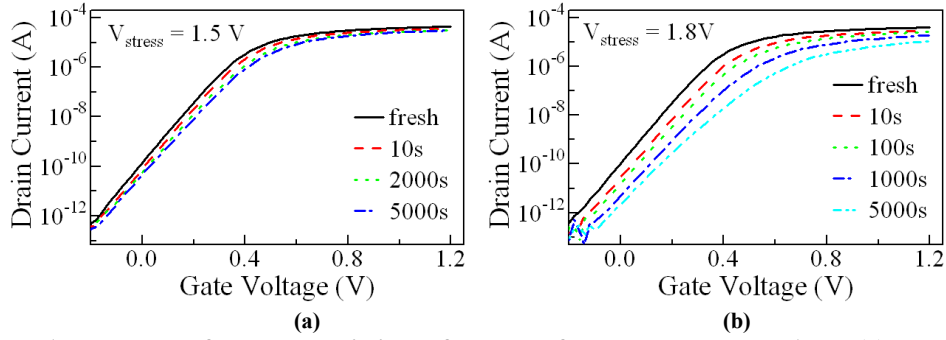 V_stress = 1.5 V
Drain Current (A)
10^-4
10^-6
10^-8
10^-10
10^-12
fresh
10s
2000s
5000s
0.0 0.4 0.8 1.2
Gate Voltage (V)
(a)
V_stress = 1.8V
Drain Current (A)
10^-4
10^-6
10^-8
10^-10
10^-12
fresh
10s
100s
1000s
5000s
0.0 0.4 0.8 1.2
Gate Voltage (V)
(b)